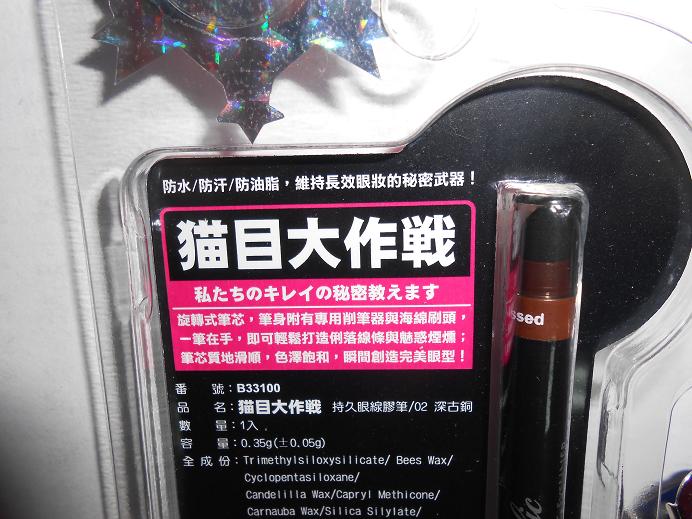 防水/防汗/防油脂，維持長效眼妝的秘密武器！
猫目大作戦
私たちのキレイの秘密教えます
旋轉式筆芯，筆身附有專用削筆器與海綿刷頭，
一筆在手，即可輕鬆打造俐落線條與魅惑煙燻；
筆芯質地滑順，色澤飽和，瞬間創造完美眼型！
番　號：B33100
品　名：猫目大作戦 持久眼線膠筆/02 深古銅
數　量：1入
容　量：0.35g(±0.05g)
全成份：Trimethylsiloxysilicate/ Bees Wax/
Cyclopentasiloxane/
Candelilla Wax/Capryl Methicone/
Carnauba Wax/Silica Silylate/
ssed